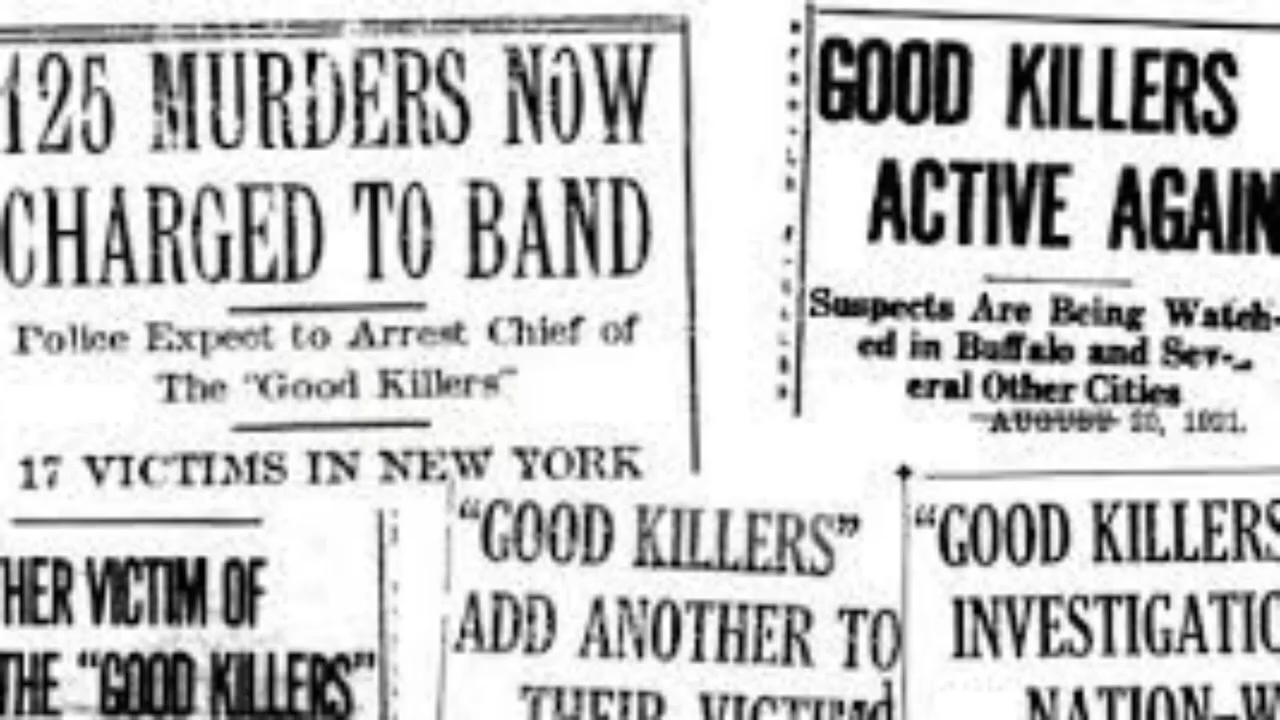 125 MURDERS NOW
CHARGED TO BAND
Police Expect to Arrest Chief of
The "Good Killers"
17 VICTIMS IN NEW YORK
GOOD KILLERS
ACTIVE AGAIN
Suspects Are Being Watch-
ed in Buffalo and Sev-
eral Other Cities
AUGUST 20, 1921.
HER VICTIM OF
THE "GOOD KILLERS"
"GOOD KILLERS"
ADD ANOTHER TO
THEIR
"GOOD KILLERS
INVESTIGATIO
NATION-W